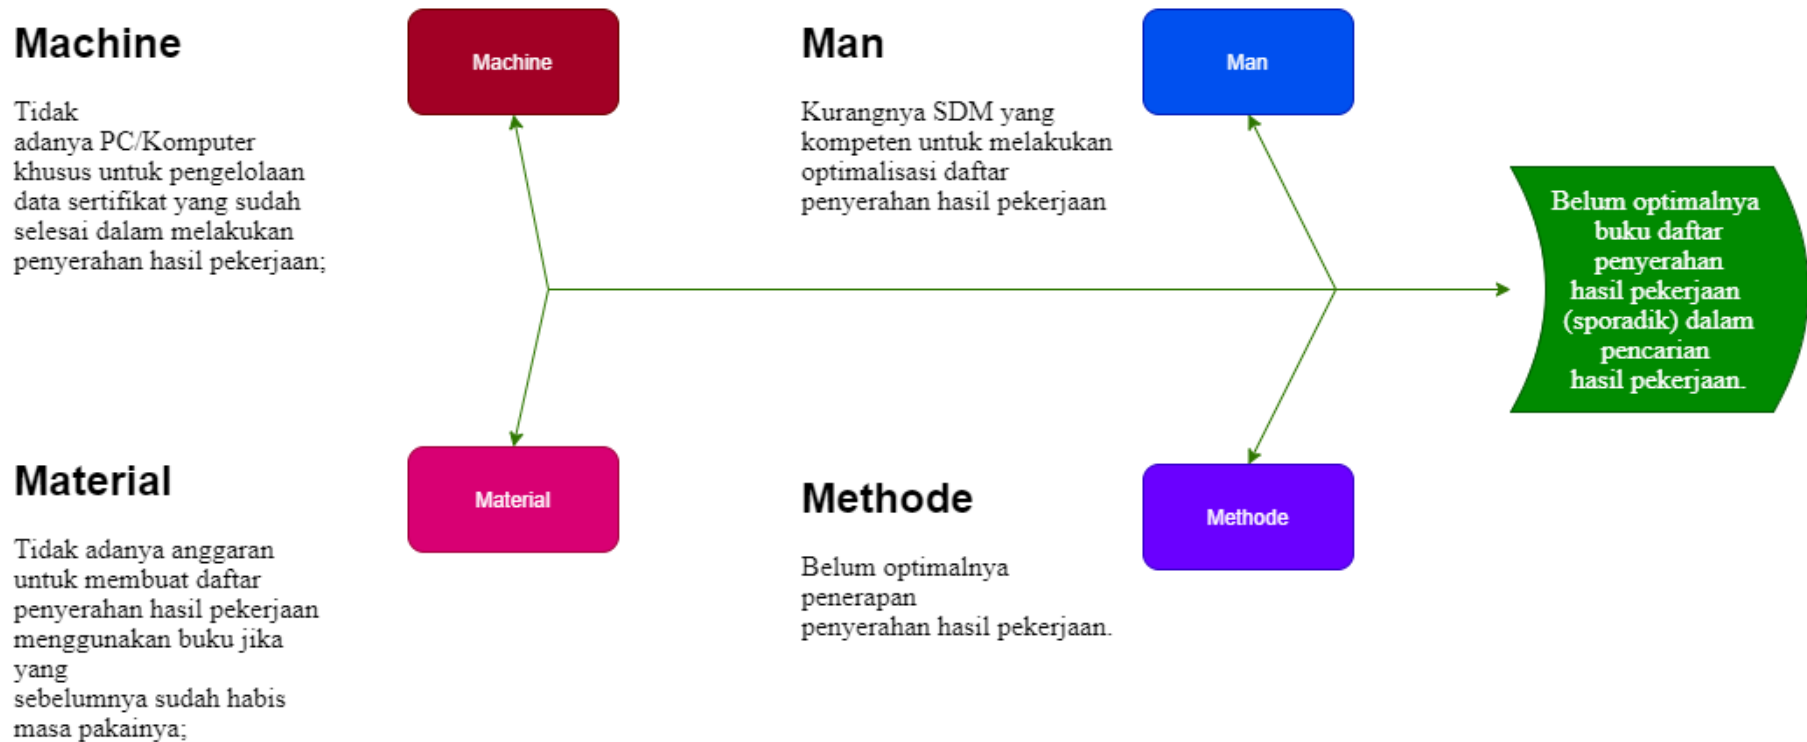 Machine
Tidak
adanya PC/Komputer
khusus untuk pengelolaan
data sertifikat yang sudah
selesai dalam melakukan
penyerahan hasil pekerjaan;
Machine
Man
Kurangnya SDM yang
kompeten untuk melakukan
optimalisasi daftar
penyerahan hasil pekerjaan
Man
Belum optimalnya
buku daftar
penyerahan
hasil pekerjaan
(sporadik) dalam
pencarian
hasil pekerjaan.
Material
Tidak adanya anggaran
untuk membuat daftar
penyerahan hasil pekerjaan
menggunakan buku jika
yang
sebelumnya sudah habis
masa pakainya;
Material
Methode
Belum optimalnya
penerapan
penyerahan hasil pekerjaan.
Methode